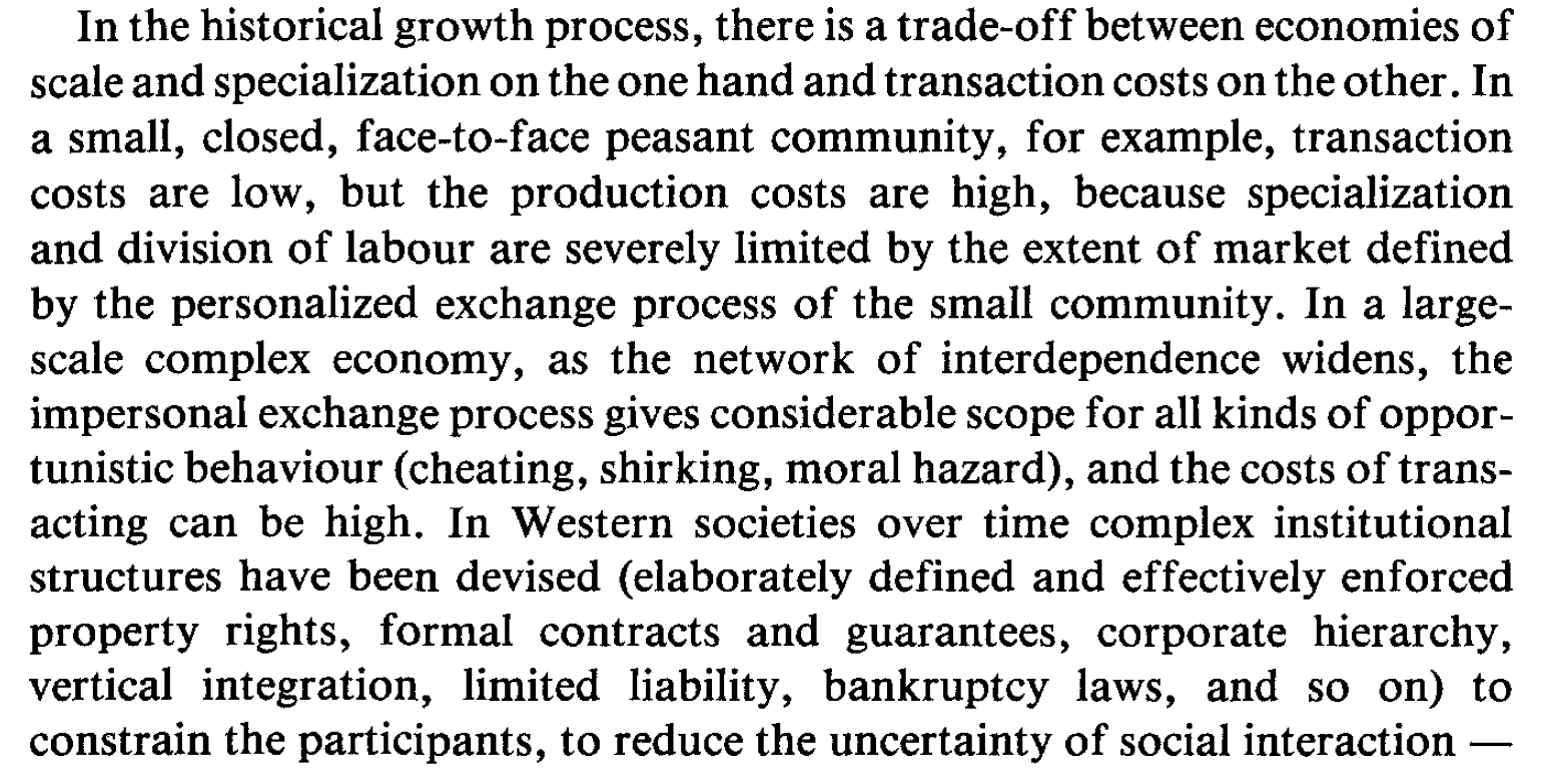 In the historical growth process, there is a trade-off between economies of
scale and specialization on the one hand and transaction costs on the other. In
a small, closed, face-to-face peasant community, for example, transaction
costs are low, but the production costs are high, because specialization
and division of labour are severely limited by the extent of market defined
by the personalized exchange process of the small community. In a large-
scale complex economy, as the network of interdependence widens, the
impersonal exchange process gives considerable scope for all kinds of oppor-
tunistic behaviour (cheating, shirking, moral hazard), and the costs of trans-
acting can be high. In Western societies over time complex institutional
structures have been devised (elaborately defined and effectively enforced
property rights, formal contracts and guarantees, corporate hierarchy,
vertical integration, limited liability, bankruptcy laws, and so on) to
constrain the participants, to reduce the uncertainty of social interaction —